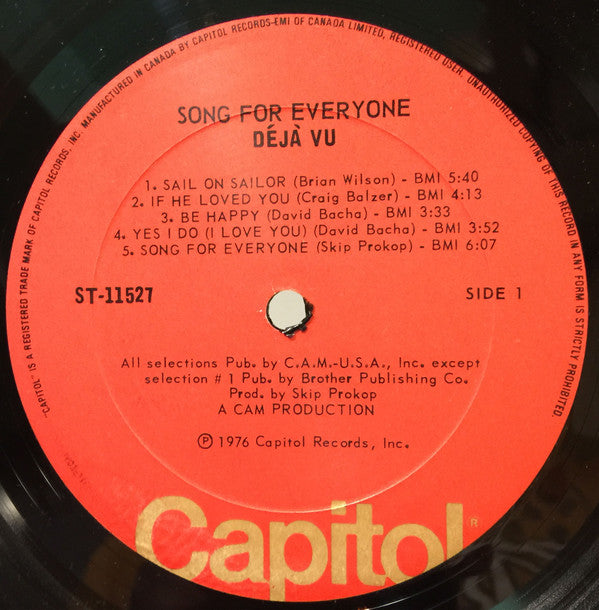 MANUFACTURED IN CANADA BY CAPITOL RECORDS-EMI OF CANADA LIMITED, REGISTERED USER. UNAUTHORIZED COPYING OF THIS RECORD IN ANY FORM IS STRICTLY PROHIBITED.
"CAPITOL" IS A REGISTERED TRADE MARK OF CAPITOL RECORDS, INC.
SONG FOR EVERYONE
DÉJÀ VU
1. SAIL ON SAILOR (Brian Wilson) - BMI 5:40
2. IF HE LOVED YOU (Craig Balzer) - BMI 4:13
3. BE HAPPY (David Bacha) - BMI 3:33
4. YES I DO (I LOVE YOU) (David Bacha) - BMI 3:52
5. SONG FOR EVERYONE (Skip Prokop) - BMI 6:07
ST-11527 SIDE 1
All selections Pub. by C.A.M.-U.S.A., Inc. except
selection # 1 Pub. by Brother Publishing Co.
Prod. by Skip Prokop
A CAM PRODUCTION
Ⓟ 1976 Capitol Records, Inc.
Capitol®